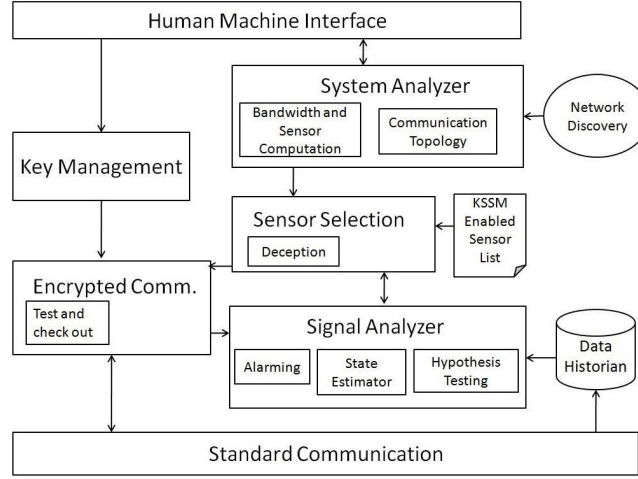 Human Machine Interface
System Analyzer
Bandwidth and
Sensor
Computation
Communication
Topology
Network
Discovery
Key Management
Sensor Selection
Deception
KSSM
Enabled
Sensor
List
Encrypted Comm.
Test and
check out
Signal Analyzer
Alarming
State
Estimator
Hypothesis
Testing
Data
Historian
Standard Communication